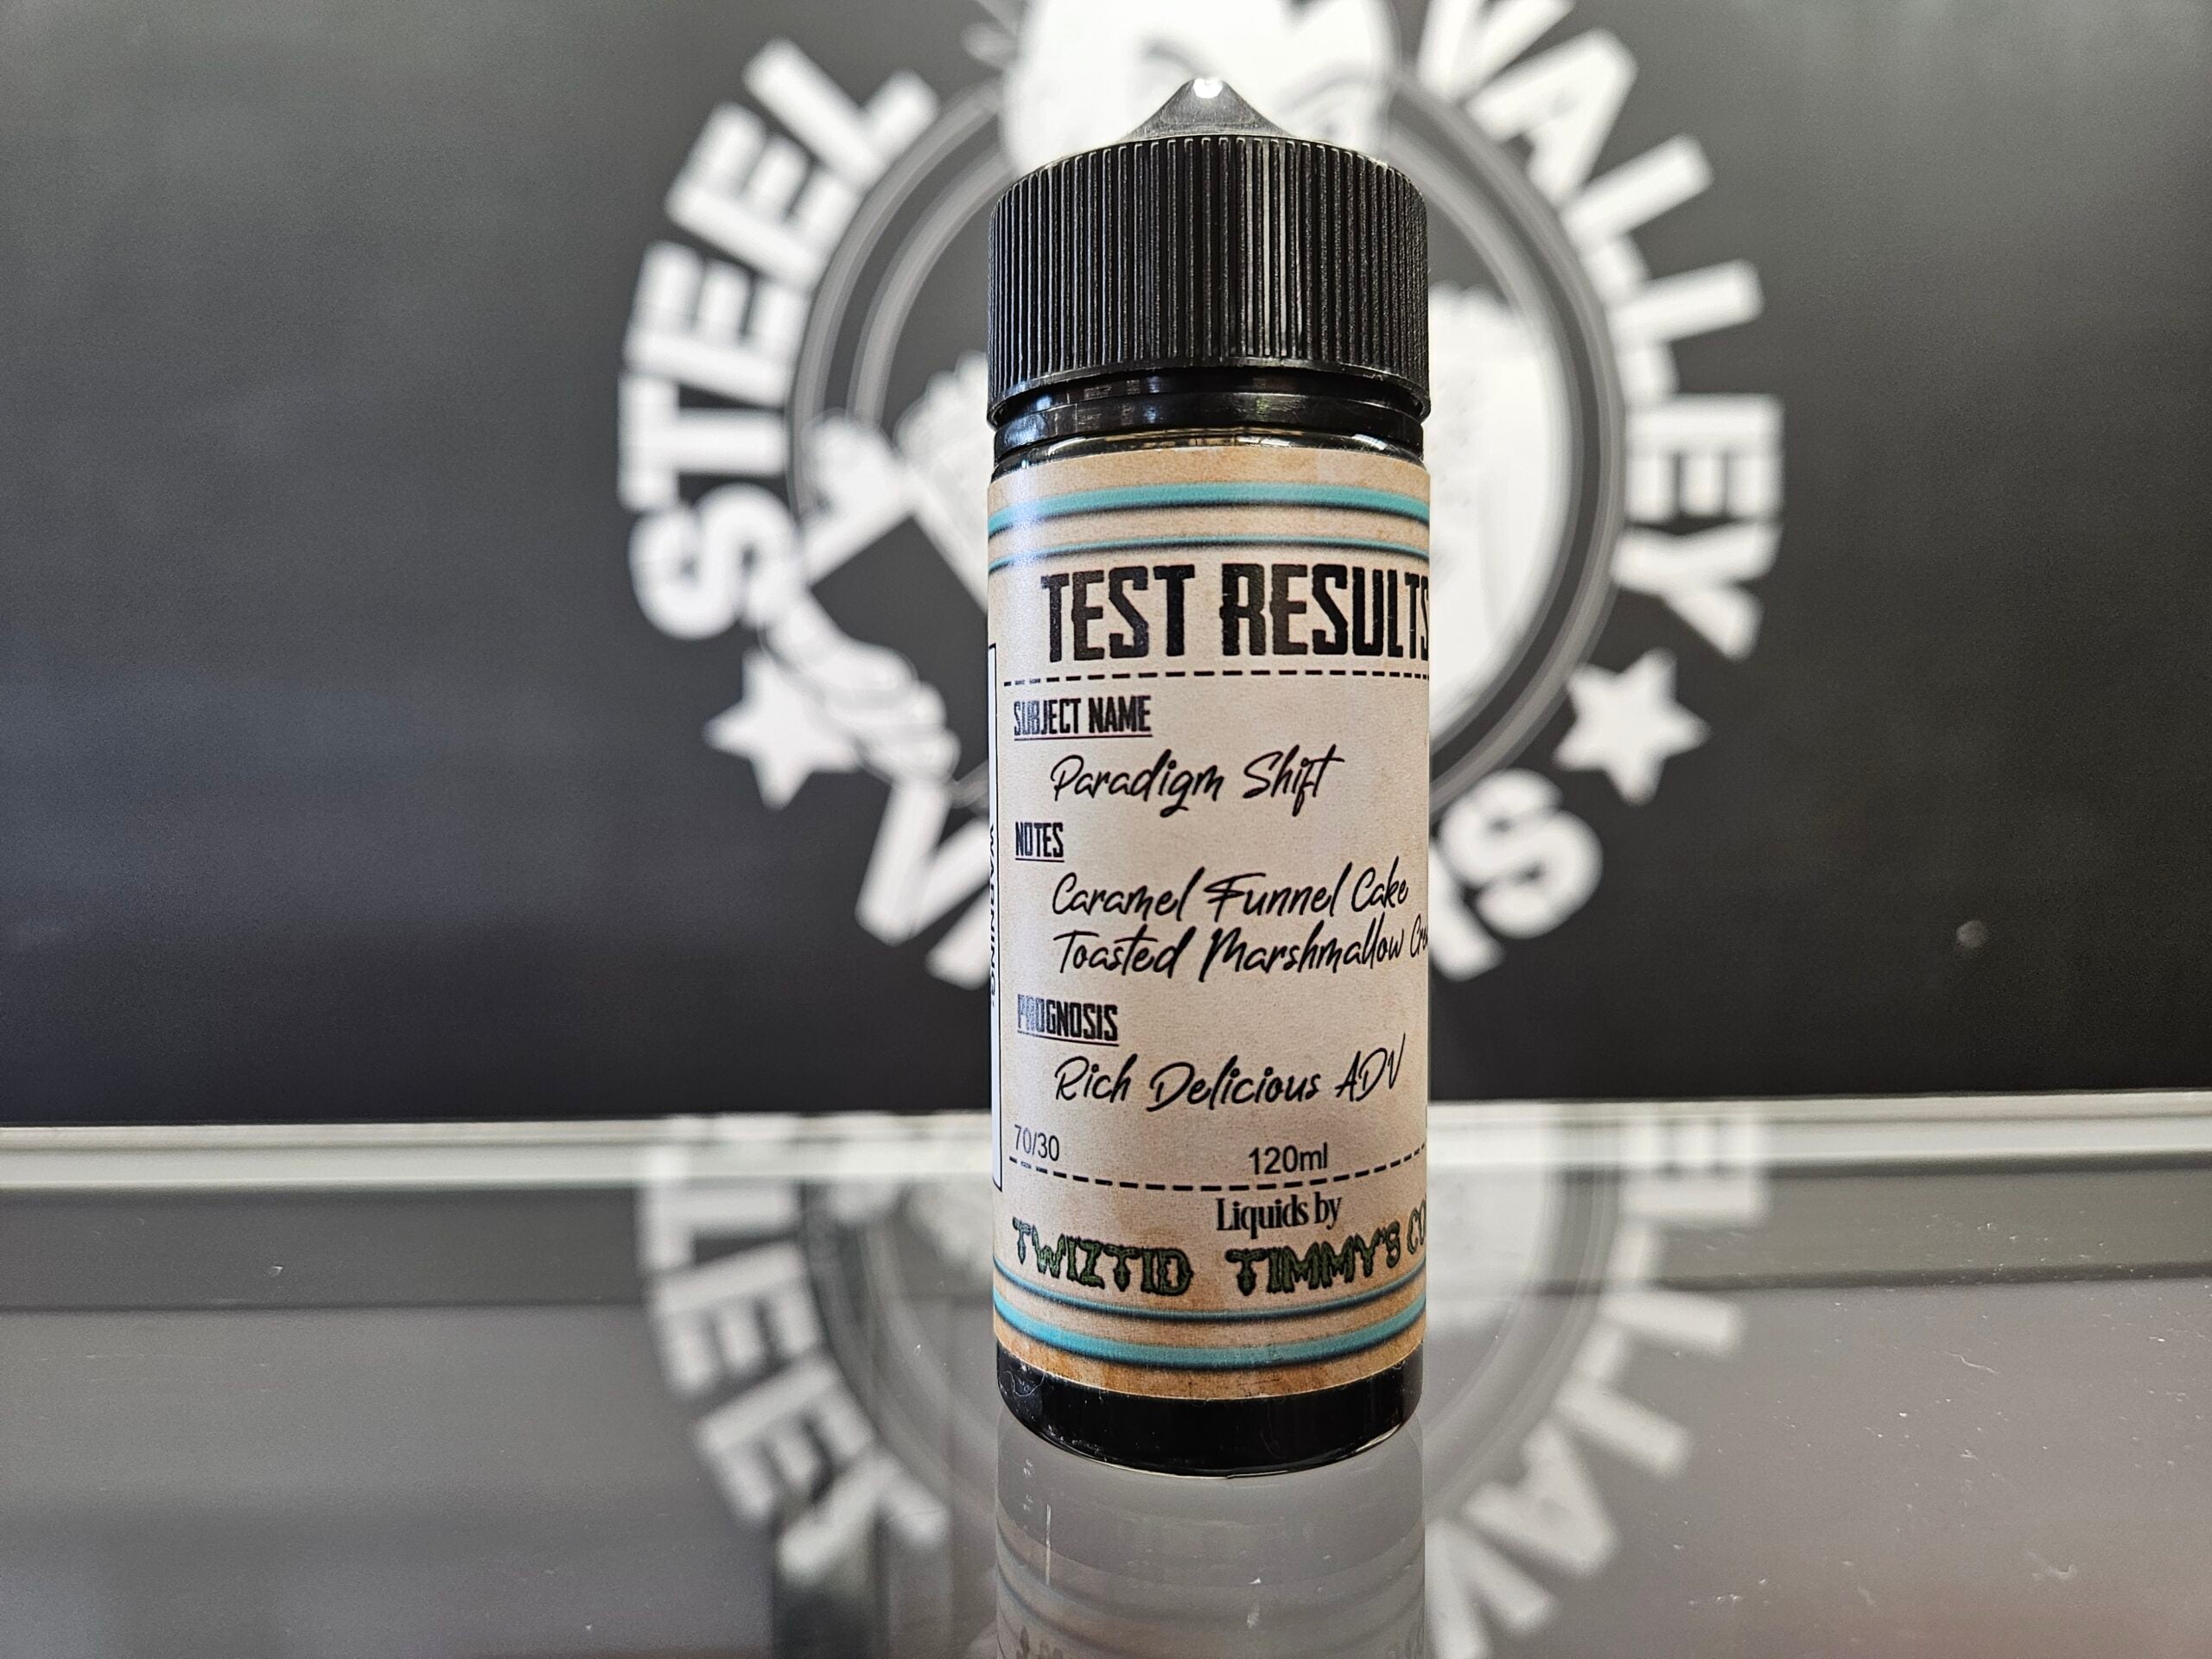 STEEL VALLEY
TEST RESULTS
SUBJECT NAME
Paradigm Shift
NOTES
Caramel Funnel Cake
Toasted Marshmallow
PROGNOSIS
Rich Delicious ADV
70/30
120ml
Liquids by
TWIZTID TIMMY'S
WARNING: